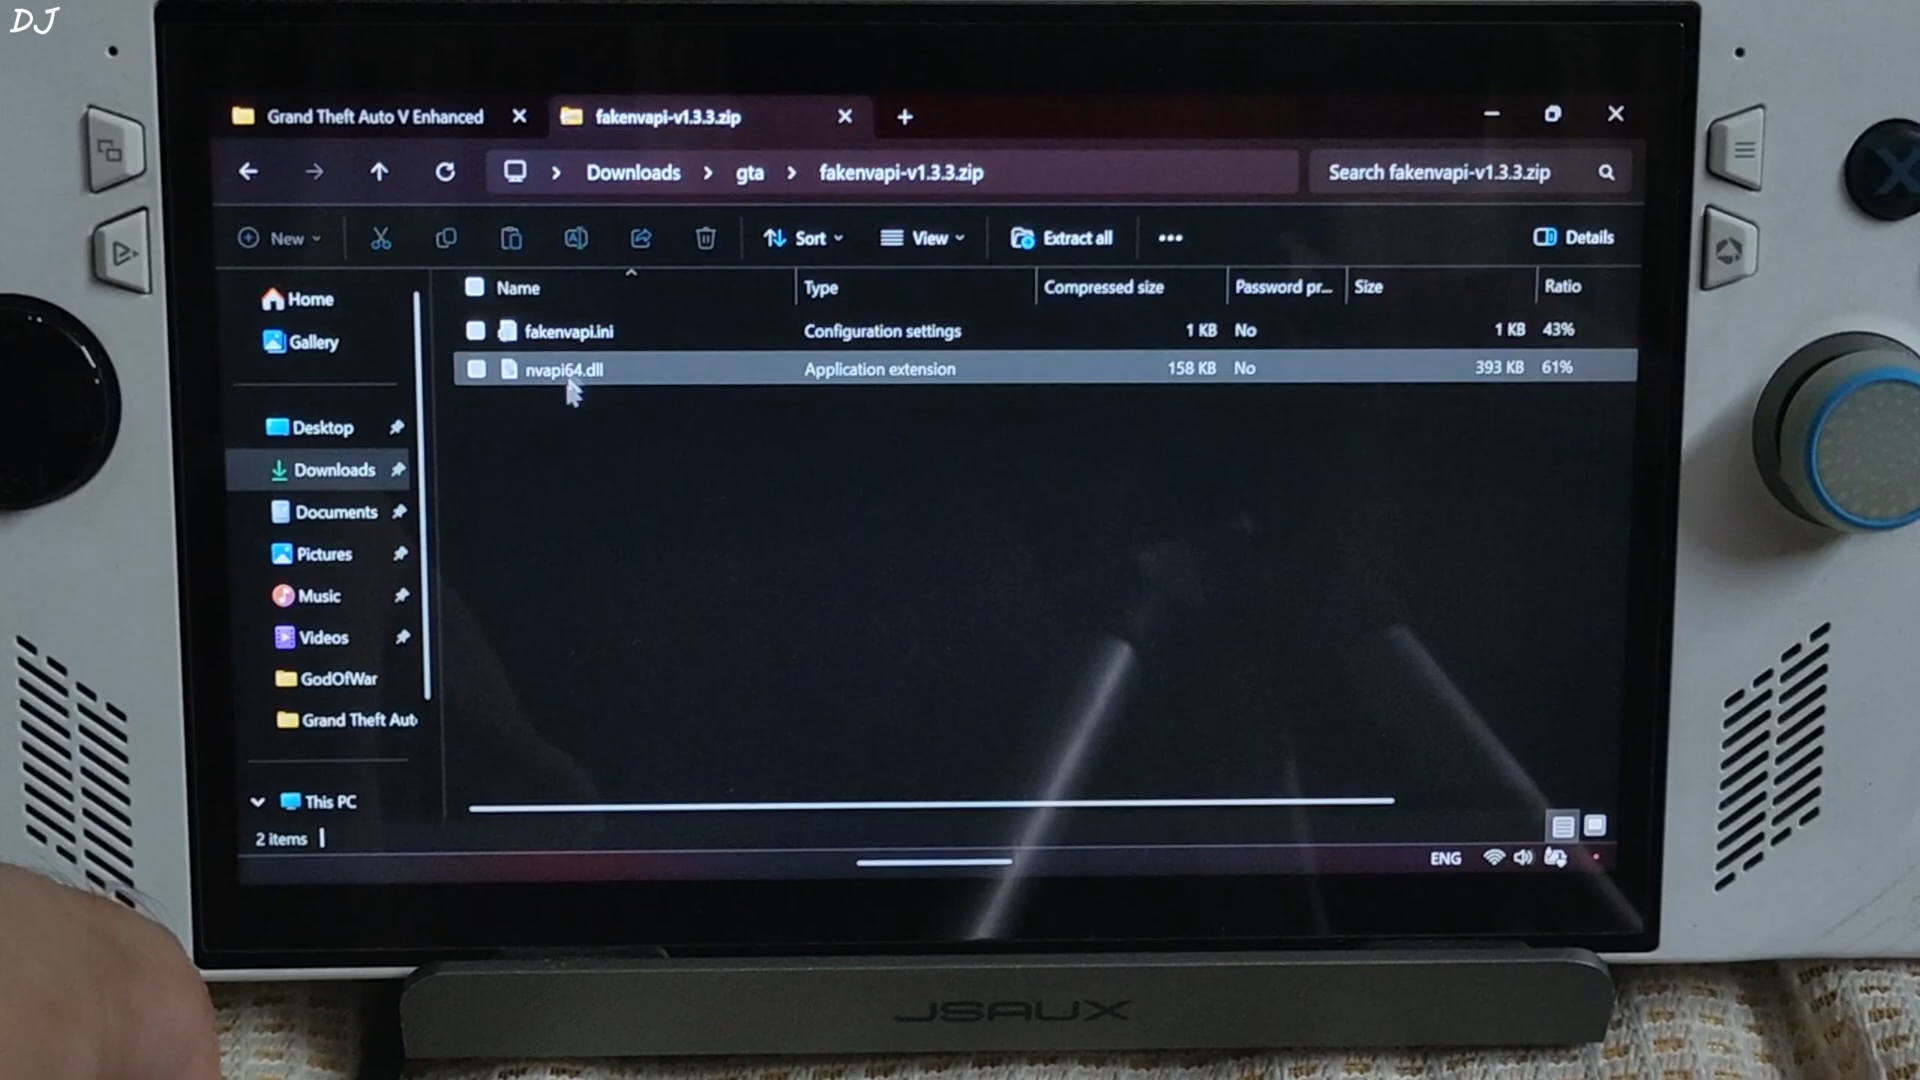 DJ
Grand Theft Auto V Enhanced
fakenvapi-v1.3.3.zip
Downloads > gta > fakenvapi-v1.3.3.zip
Search fakenvapi-v1.3.3.zip
New
Sort
View
Extract all
Details
Name Type Compressed size Password pr... Size Ratio
fakenvapi.ini Configuration settings 1 KB No 1 KB 43%
nvapi64.dll Application extension 158 KB No 393 KB 61%
Home
Gallery
Desktop
Downloads
Documents
Pictures
Music
Videos
GodOfWar
Grand Theft Aut
This PC
2 items
ENG
JSAUX
X